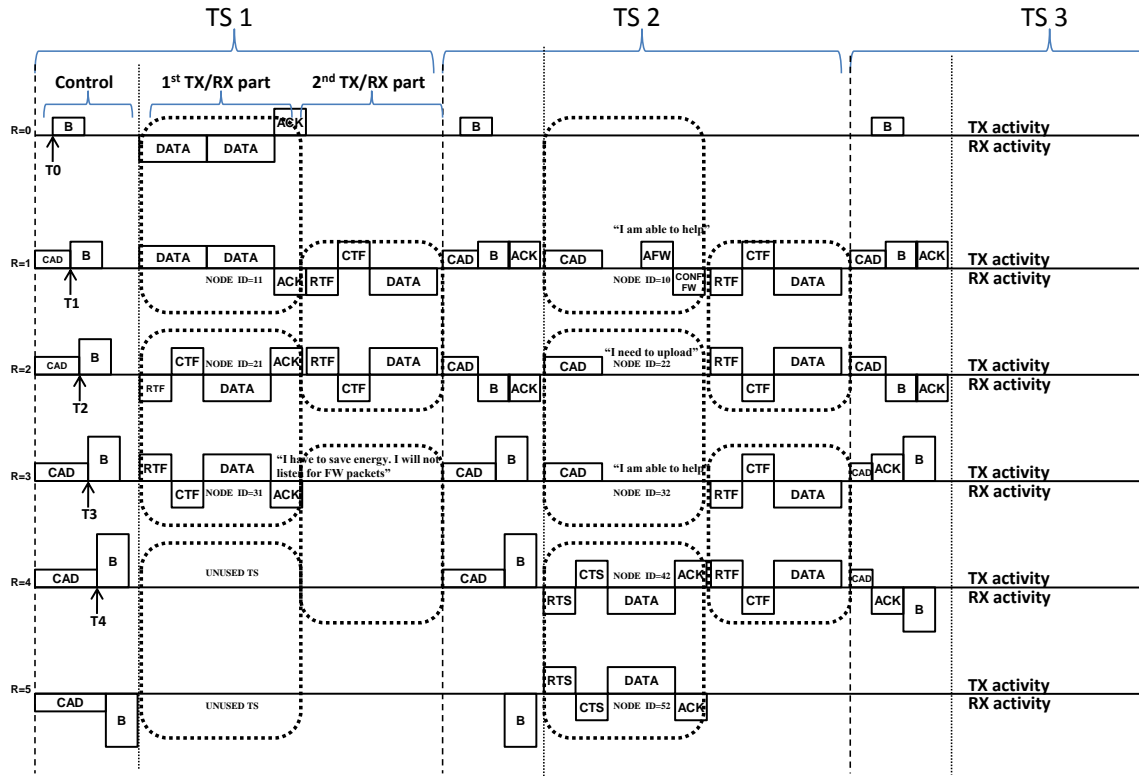 TS 1 TS 2 TS 3
Control 1st TX/RX part 2nd TX/RX part
R=0 B ACK B B TX activity
DATA DATA RX activity
T0
"I am able to help"
R=1 CAD B DATA DATA CTF CAD B ACK CAD AFW CTF CAD B ACK TX activity
NODE ID=11 ACK RTF DATA NODE ID=10 CONF FW RTF DATA RX activity
T1
"I need to upload"
R=2 CAD B CTF NODE ID=21 ACK RTF DATA CAD CAD NODE ID=22 RTF DATA CAD TX activity
RTF DATA CTF B ACK CTF B ACK RX activity
T2
"I have to save energy. I will not
listen for FW packets"
R=3 CAD B RTF DATA CAD B CAD "I am able to help" CTF CAD ACK B TX activity
CTF NODE ID=31 ACK NODE ID=32 RTF DATA RX activity
T3
R=4 CAD B UNUSED TS CAD B CTS NODE ID=42 ACK RTF DATA CAD TX activity
RTS DATA CTF ACK B RX activity
T4
R=5 RTS DATA TX activity
CAD B UNUSED TS B CTS NODE ID=52 ACK RX activity